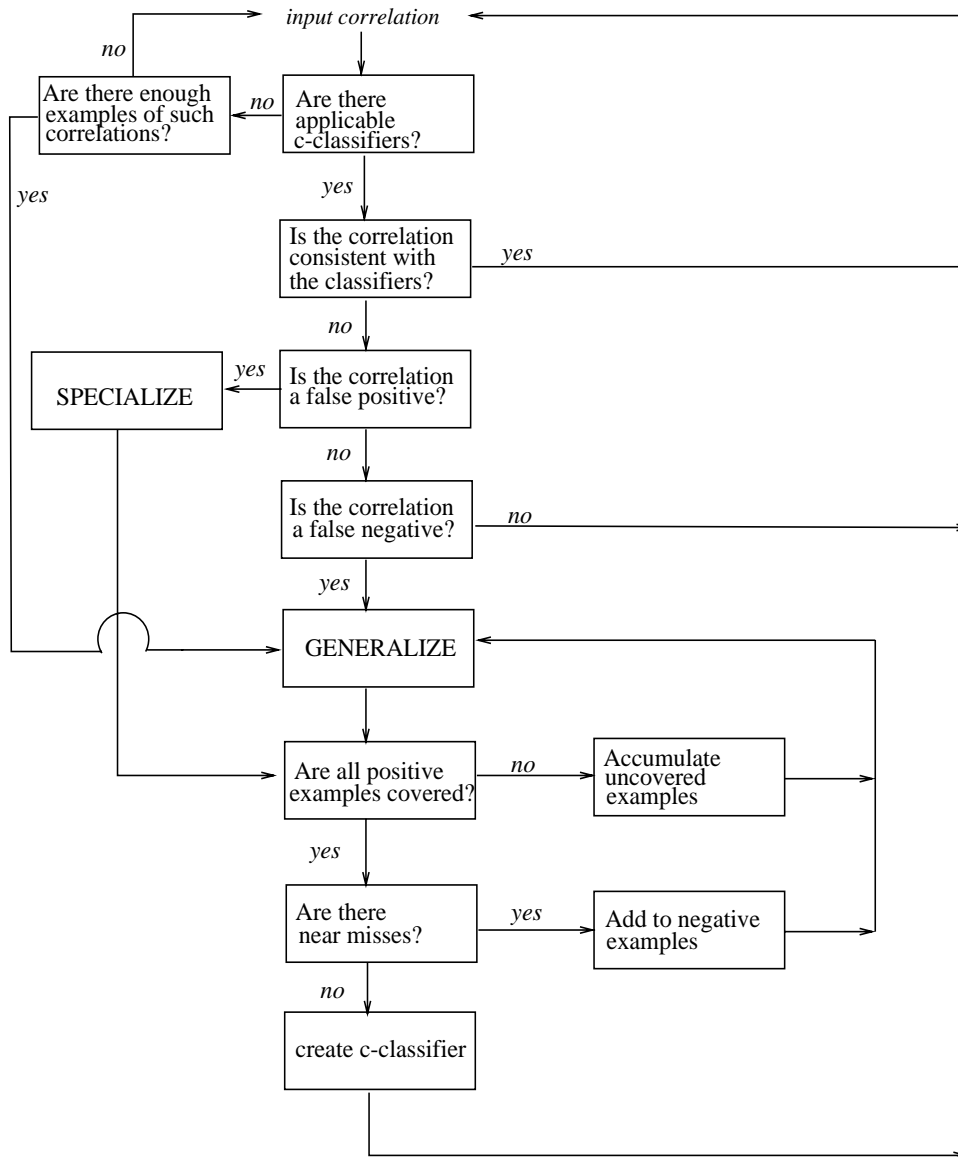 input correlation
no
Are there enough
examples of such
correlations?
no
Are there
applicable
c-classifiers?
yes
yes
Is the correlation
consistent with
the classifiers?
yes
no
SPECIALIZE
yes
Is the correlation
a false positive?
no
Is the correlation
a false negative?
no
yes
GENERALIZE
Are all positive
examples covered?
no
Accumulate
uncovered
examples
yes
Are there
near misses?
yes
Add to negative
examples
no
create c-classifier